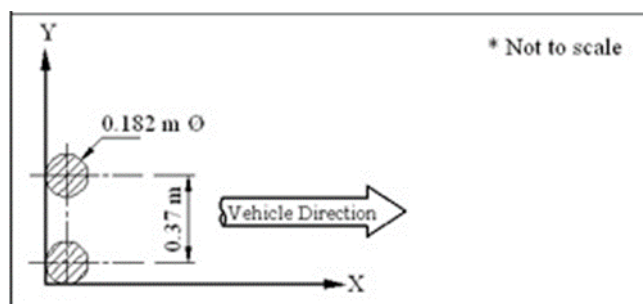 Y
* Not to scale
0.182 m Ø
0.37 m
Vehicle Direction
X